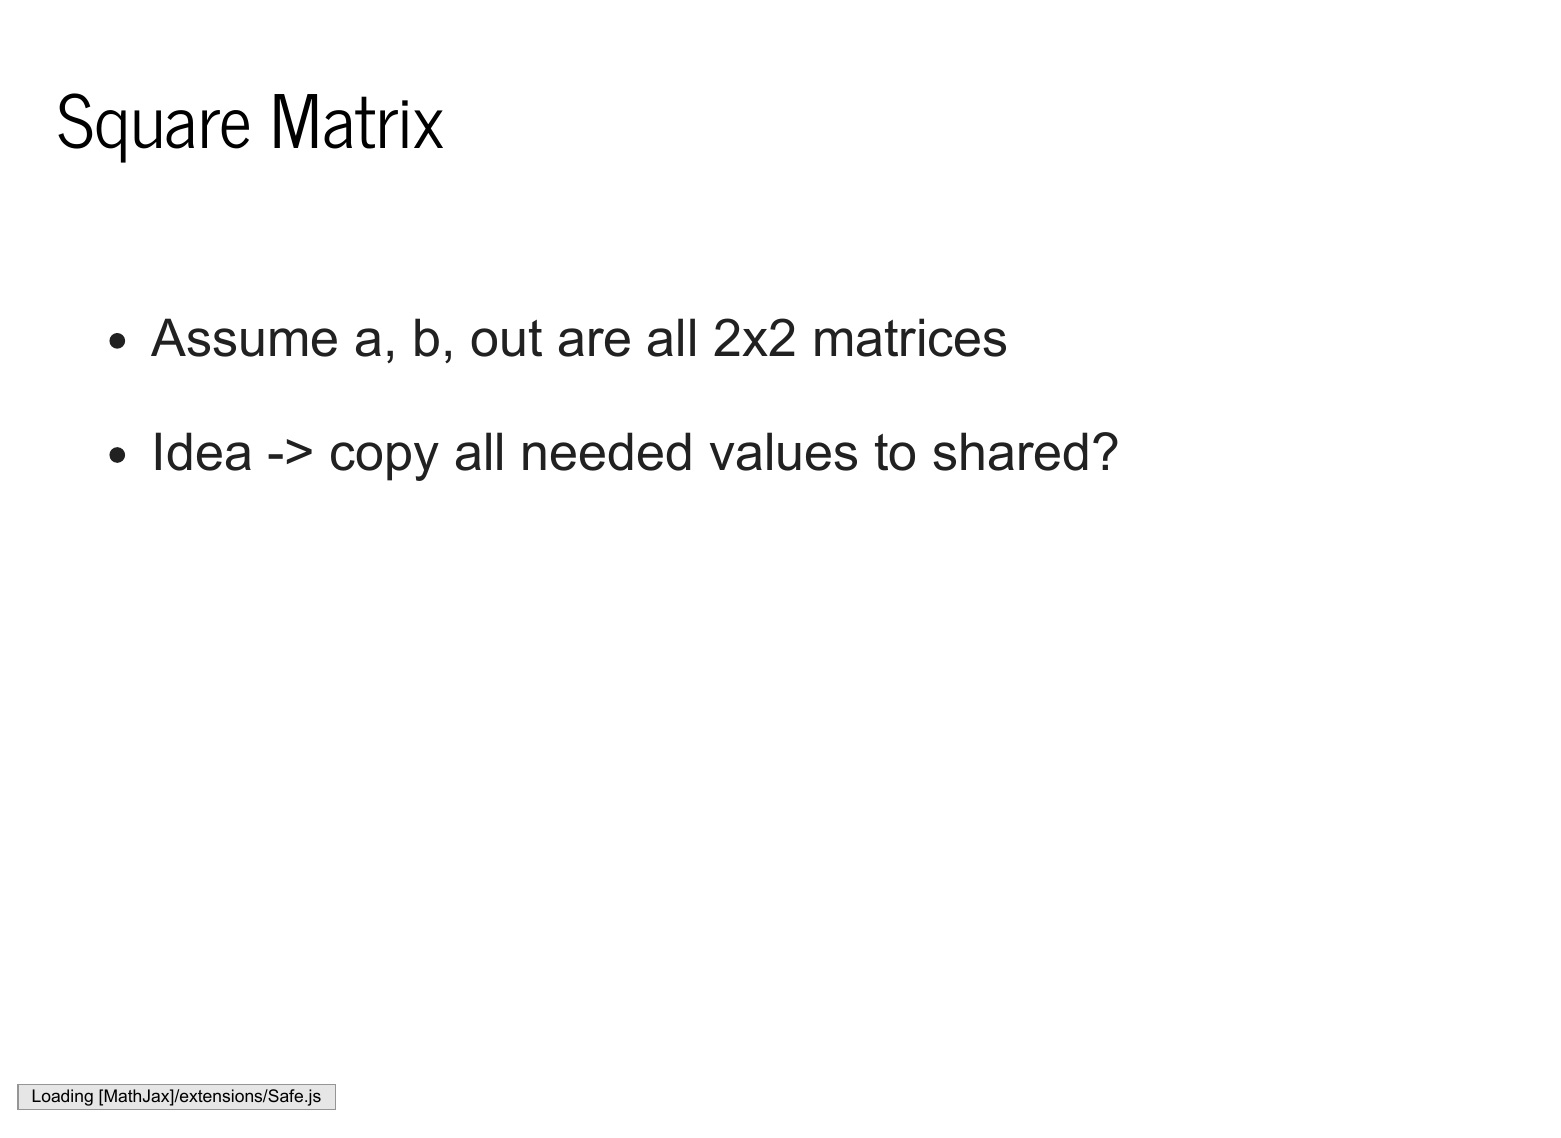 Square Matrix
• Assume a, b, out are all 2x2 matrices
• Idea -> copy all needed values to shared?
Loading [MathJax]/extensions/Safe.js